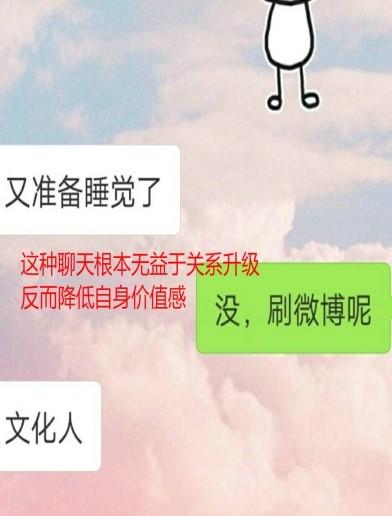 又准备睡觉了
这种聊天根本无益于关系升级
反而降低自身价值感
没，刷微博呢
文化人